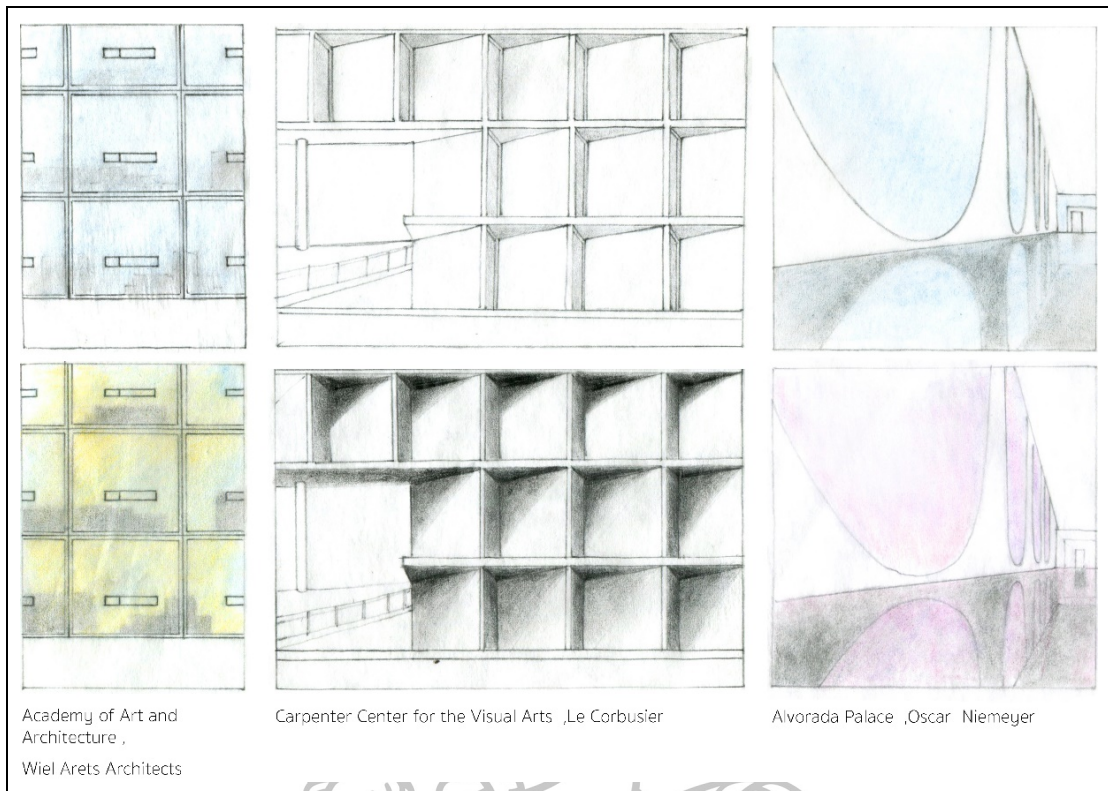 Academy of Art and
Architecture ,
Wiel Arets Architects
Carpenter Center for the Visual Arts ,Le Corbusier
Alvorada Palace ,Oscar Niemeyer